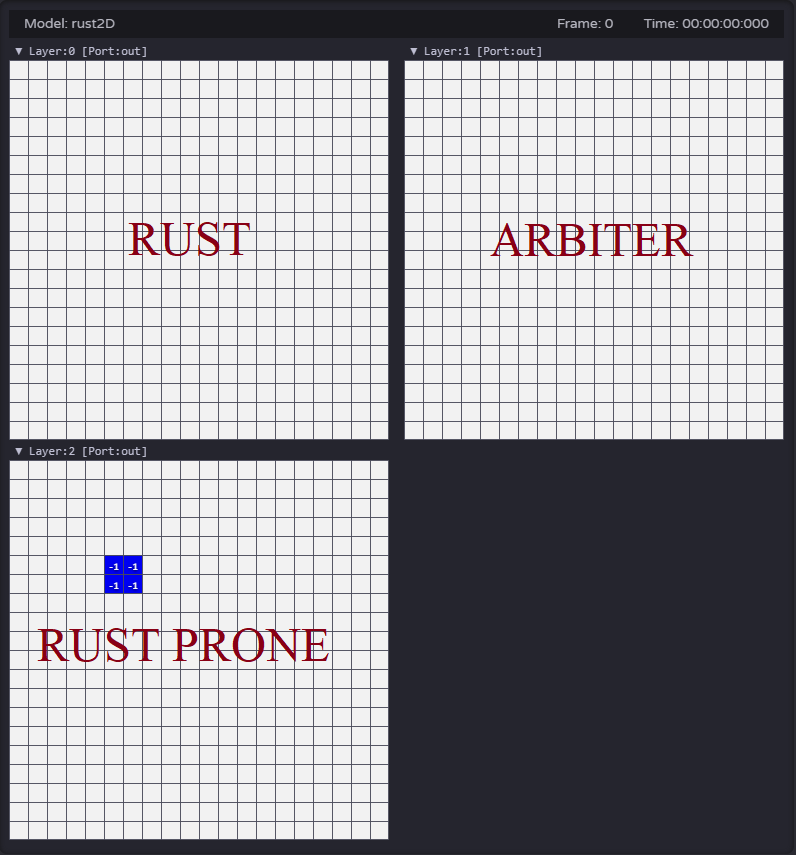 Model: rust2D Frame: 0 Time: 00:00:00:000
▼ Layer:0 [Port:out] ▼ Layer:1 [Port:out]
RUST ARBITER
▼ Layer:2 [Port:out]
-1 -1
-1 -1
RUST PRONE